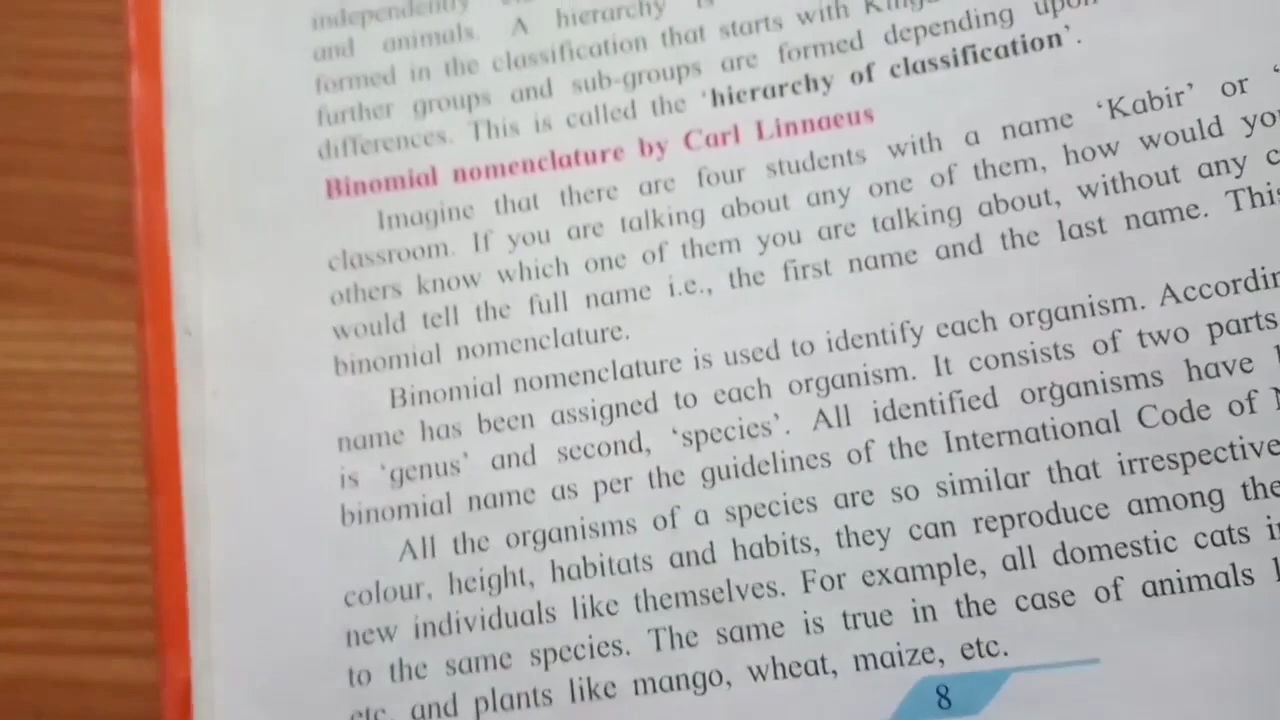 independently
and animals. A hierarchy
formed in the classification that starts with
further groups and sub-groups are formed depending upon
differences. This is called the ‘hierarchy of classification’.
Binomial nomenclature by Carl Linnaeus
Imagine that there are four students with a name ‘Kabir’ or
classroom. If you are talking about any one of them, how would
others know which one of them you are talking about, without any
would tell the full name i.e., the first name and the last name.
binomial nomenclature.
Binomial nomenclature is used to identify each organism.
name has been assigned to each organism. It consists of two parts,
is ‘genus’ and second, ‘species’. All identified organisms have
binomial name as per the guidelines of the International Code of
All the organisms of a species are so similar that irrespective
colour, height, habitats and habits, they can reproduce among
new individuals like themselves. For example, all domestic cats
to the same species. The same is true in the case of animals
etc. and plants like mango, wheat, maize, etc.
8